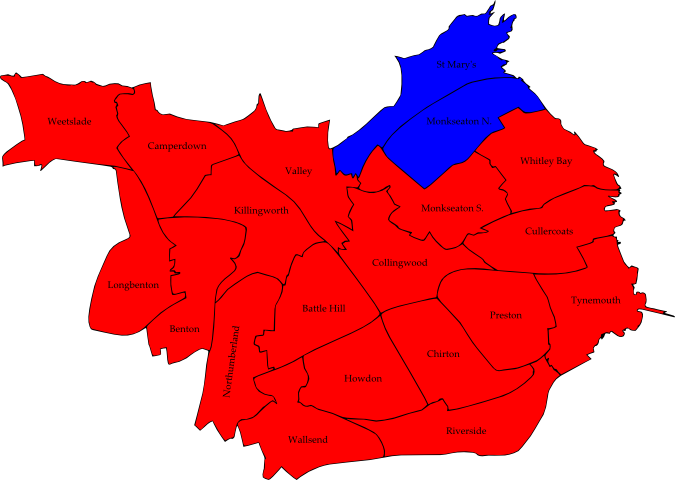 St Mary's
Monkseaton N.
Weetslade
Camperdown
Valley
Whitley Bay
Killingworth
Monkseaton S.
Cullercoats
Collingwood
Longbenton
Tynemouth
Battle Hill
Preston
Benton
Northumberland
Chirton
Howdon
Wallsend
Riverside